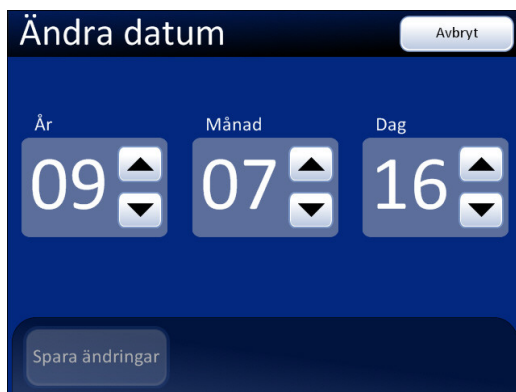 Ändra datum
Avbryt
År
Månad
Dag
09
07
16
Spara ändringar